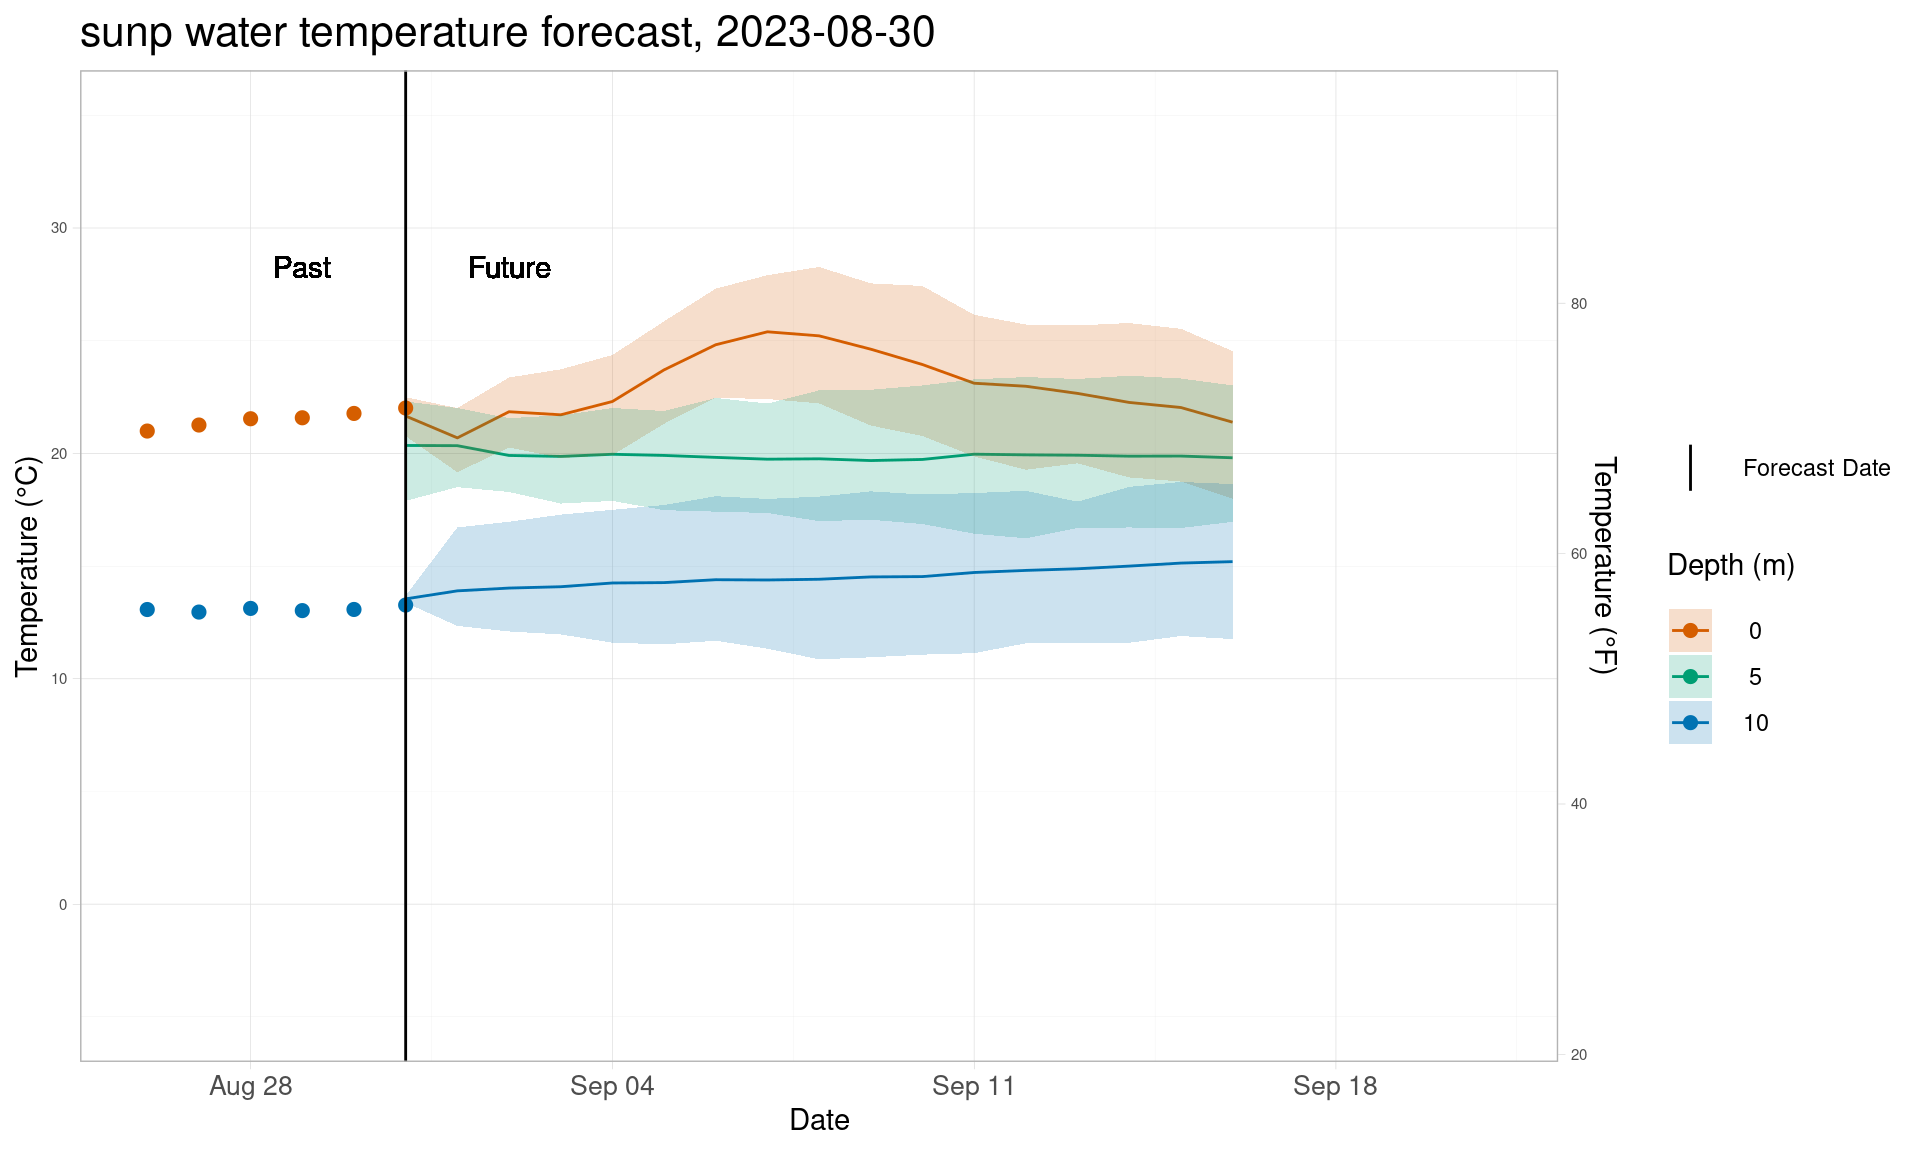 sunp water temperature forecast, 2023-08-30
Past
Future
30
20
10
0
Temperature (°C)
80
60
40
20
Temperature (°F)
Aug 28
Sep 04
Sep 11
Sep 18
Date
Forecast Date
Depth (m)
0
5
10